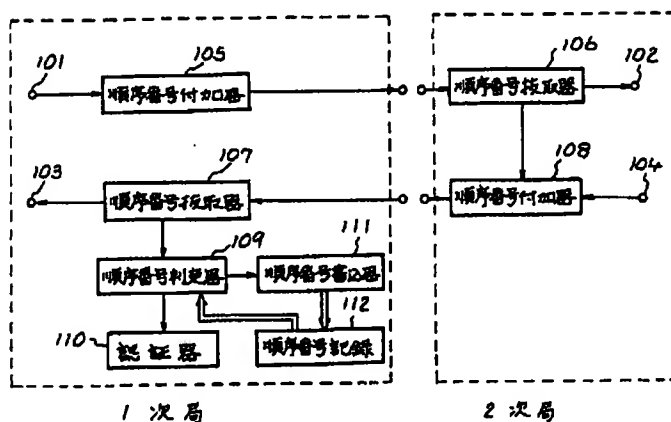 101
105
順序番号付加器
106
102
順序番号抜取器
103
107
順序番号抜取器
108
104
順序番号付加器
109
順序番号判定器
111
順序番号書込器
110
認証器
112
順序番号記録
1 次局
2 次局